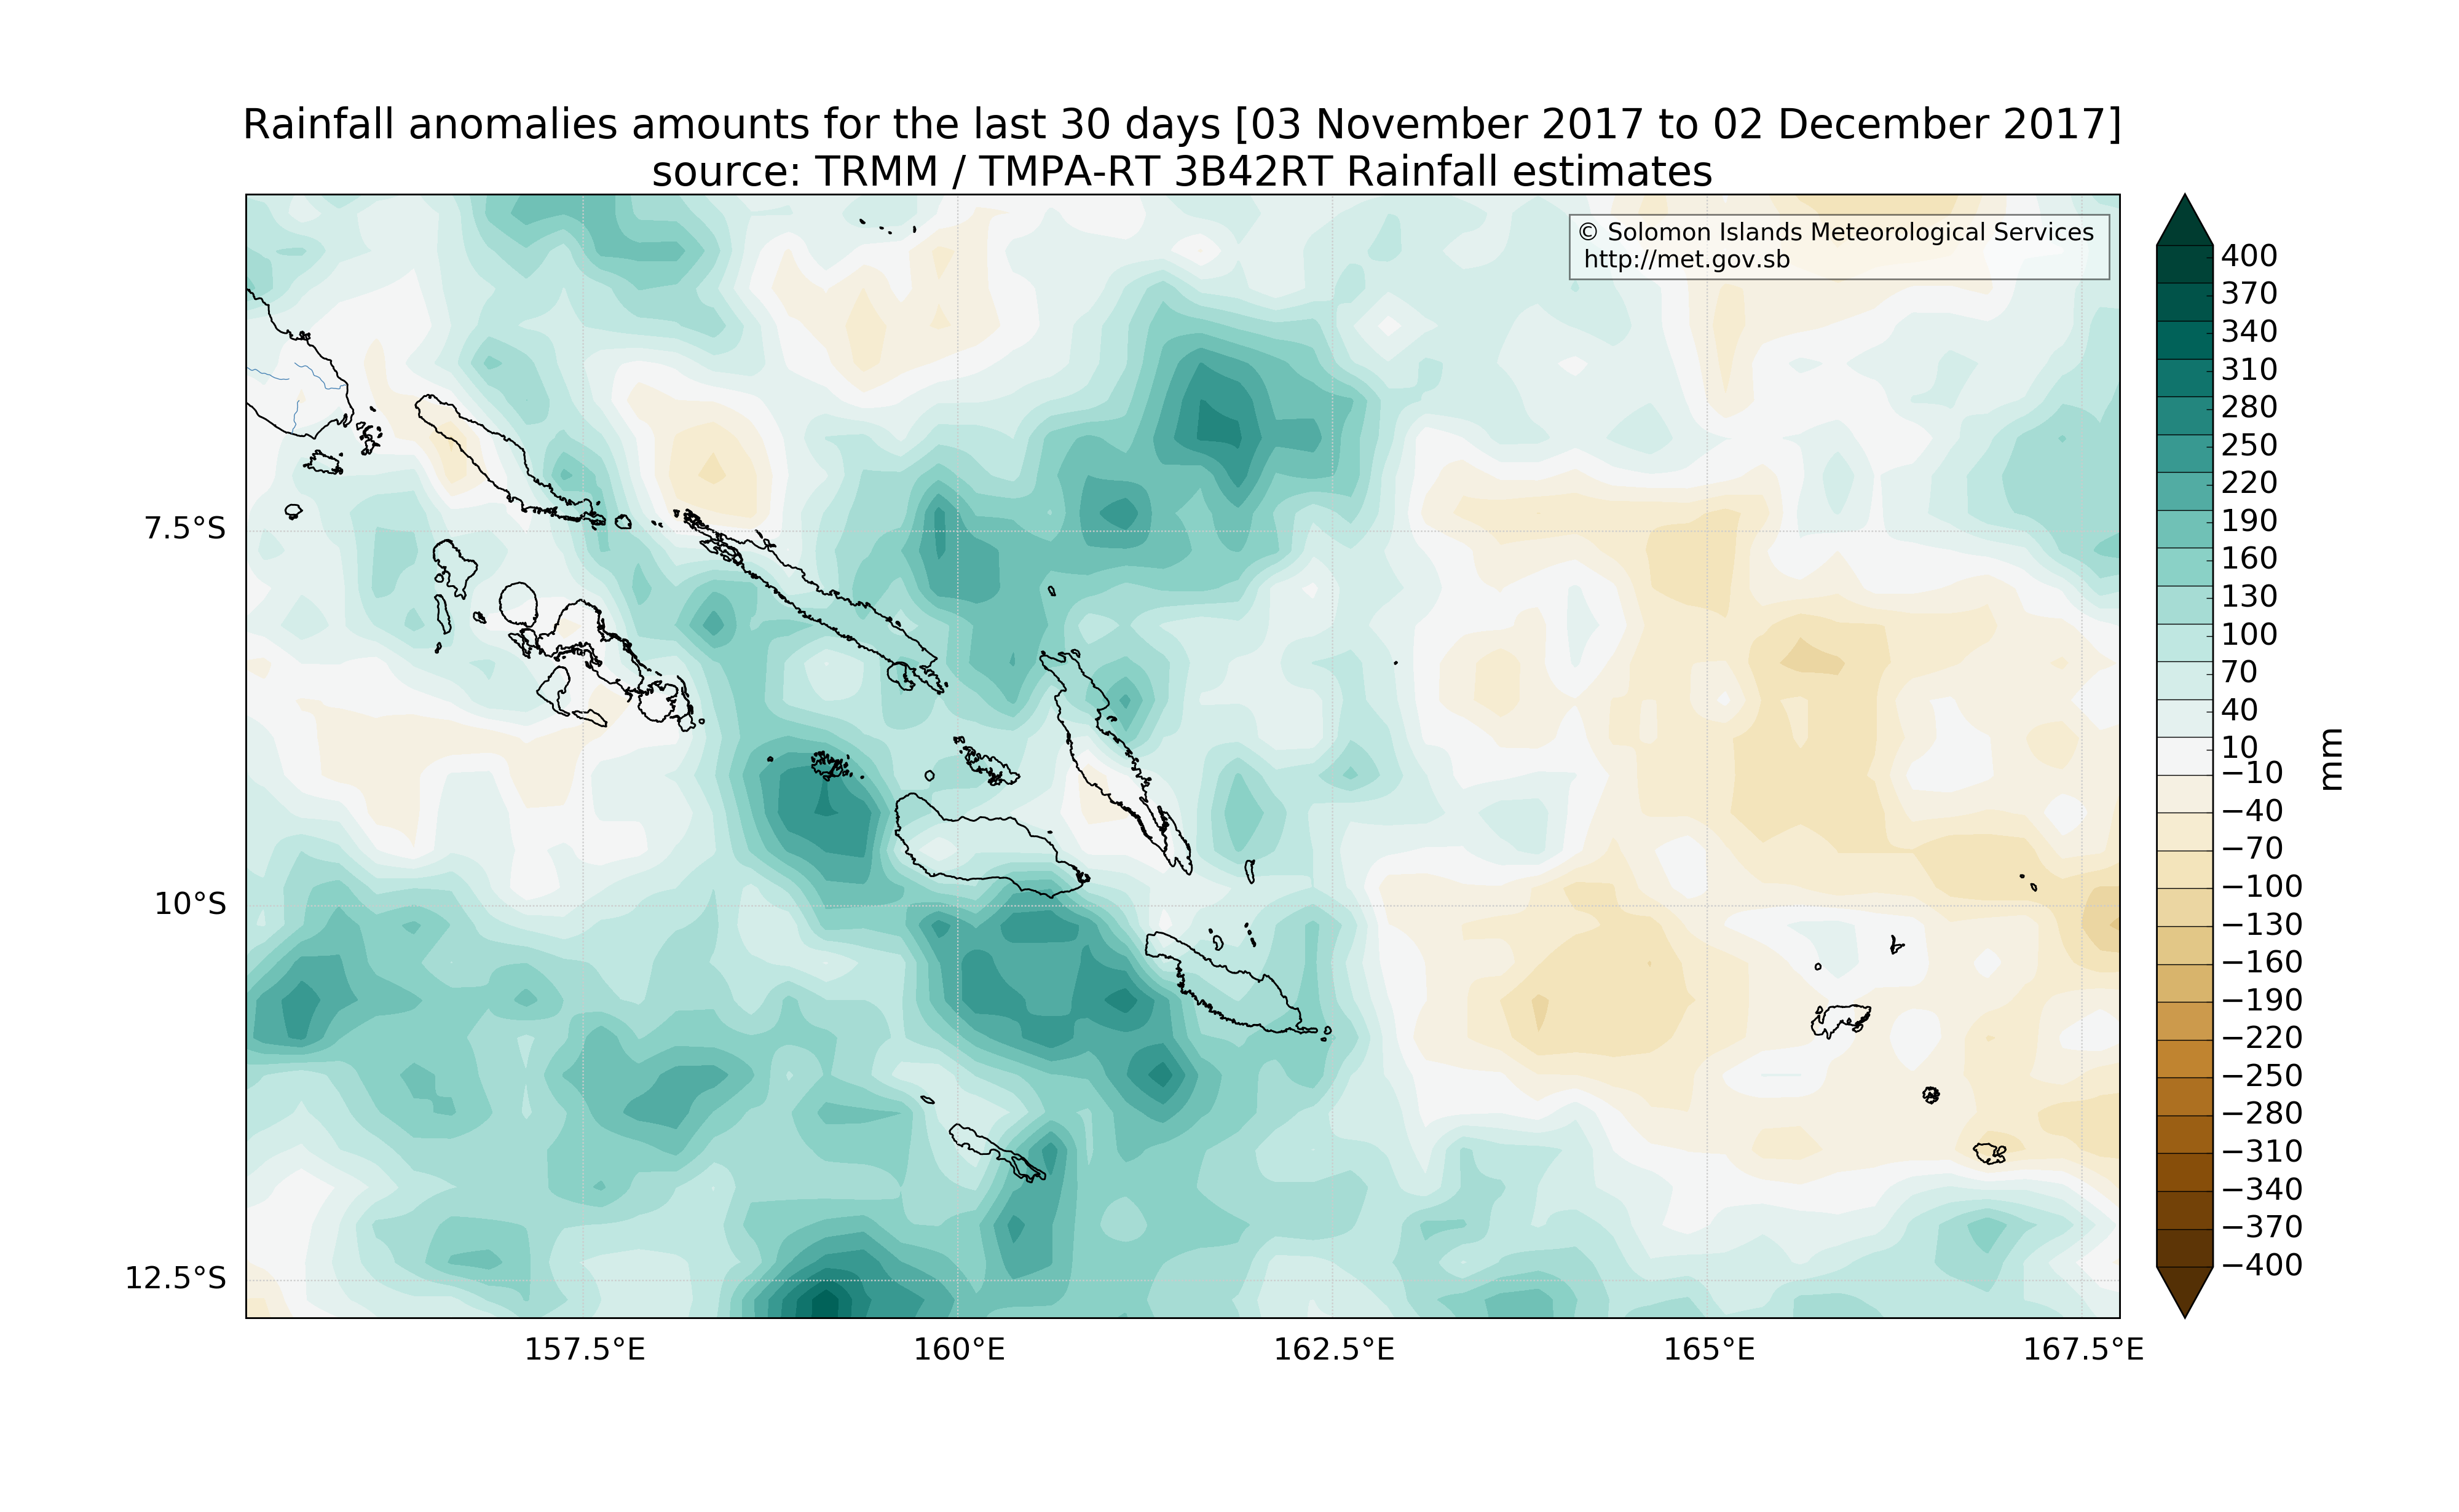 Rainfall anomalies amounts for the last 30 days [03 November 2017 to 02 December 2017]
source: TRMM / TMPA-RT 3B42RT Rainfall estimates
© Solomon Islands Meteorological Services
http://met.gov.sb
7.5°S
10°S
12.5°S
157.5°E
160°E
162.5°E
165°E
167.5°E
400
370
340
310
280
250
220
190
160
130
100
70
40
10
−10
−40
−70
−100
−130
−160
−190
−220
−250
−280
−310
−340
−370
−400
mm